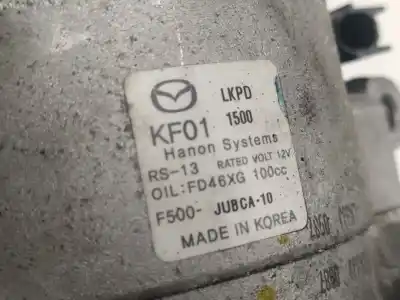 LKPD
KF01 1500
Hanon Systems
RS-13 RATED VOLT 12V
OIL:FD46XG 100cc
F500- JUBCA-10
MADE IN KOREA